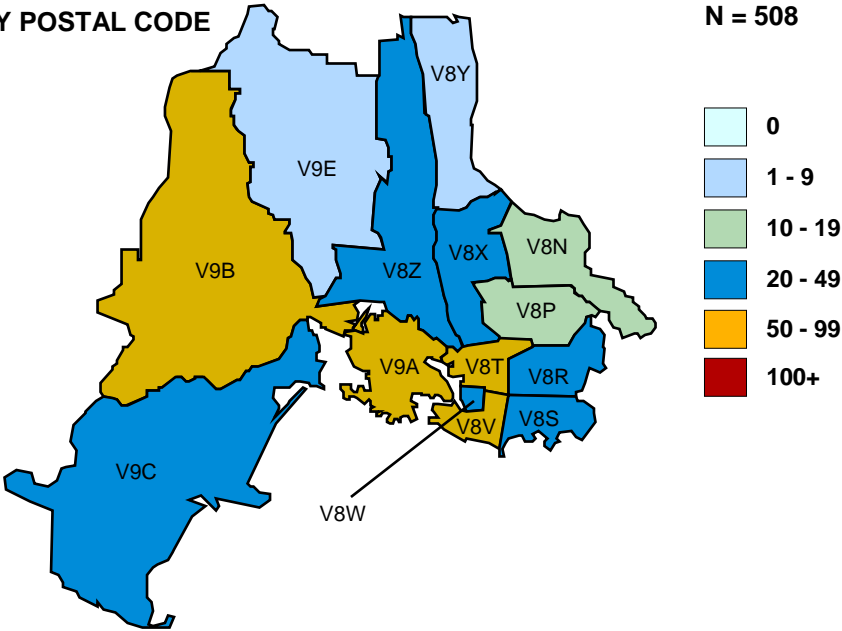 Y POSTAL CODE
N = 508
V8Y
0
1 - 9
V9E
10 - 19
V8N
V8X
V9B
V8Z
20 - 49
V8P
50 - 99
V9A
V8T
V8R
100+
V8S
V8V
V9C
V8W